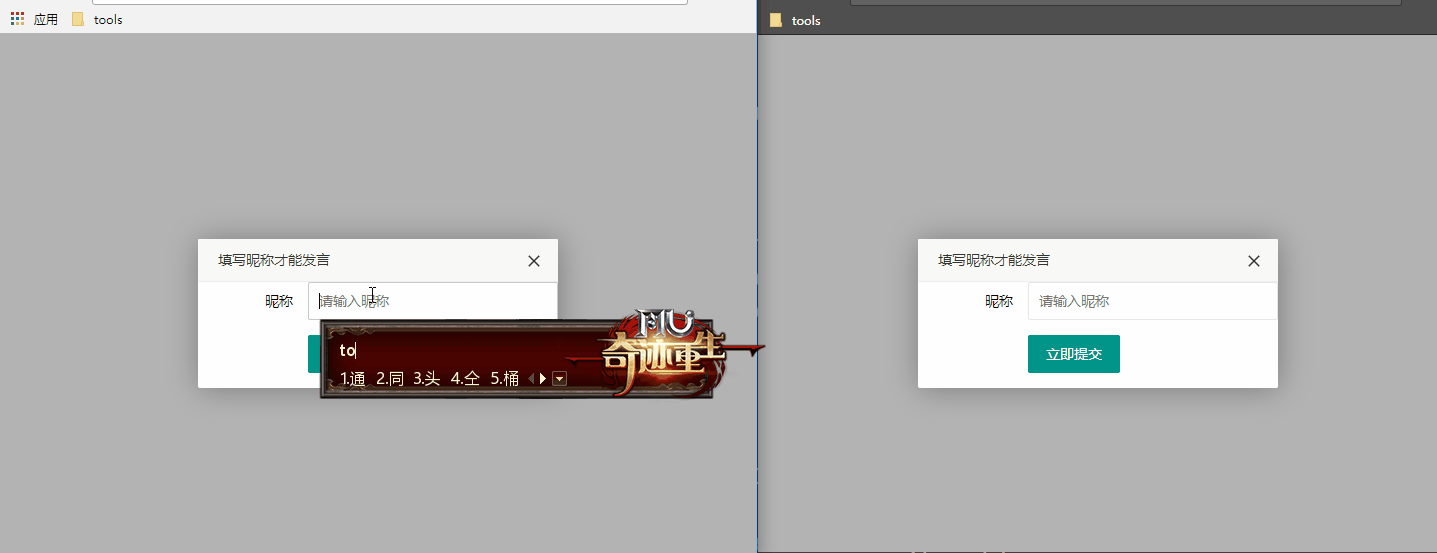 应用 tools
填写昵称才能发言
昵称 请输入昵称
to
1.通 2.同 3.头 4.仝 5.桶
MU
奇迹重生
tools
填写昵称才能发言
昵称 请输入昵称
立即提交